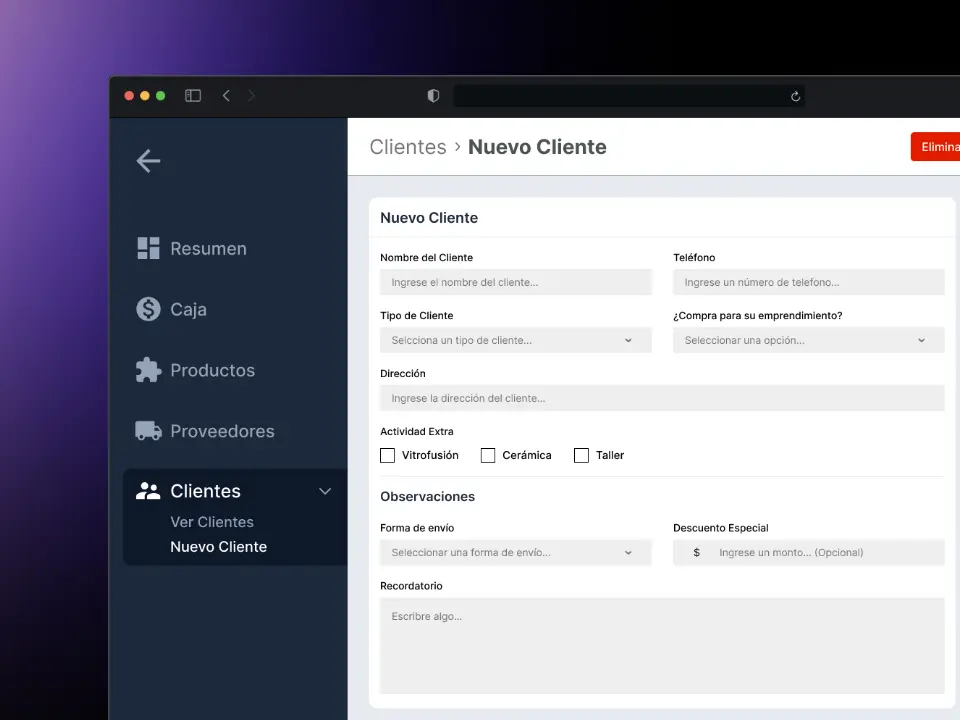 Clientes › Nuevo Cliente
Elimina
Resumen
Caja
Productos
Proveedores
Clientes
Ver Clientes
Nuevo Cliente
Nuevo Cliente
Nombre del Cliente
Teléfono
Ingrese el nombre del cliente...
Ingrese un número de telefono...
Tipo de Cliente
¿Compra para su emprendimiento?
Selcciona un tipo de cliente...
Seleccionar una opción...
Dirección
Ingrese la dirección del cliente...
Actividad Extra
Vitrofusión
Cerámica
Taller
Observaciones
Forma de envío
Descuento Especial
Seleccionar una forma de envío...
$ Ingrese un monto... (Opcional)
Recordatorio
Escribre algo...